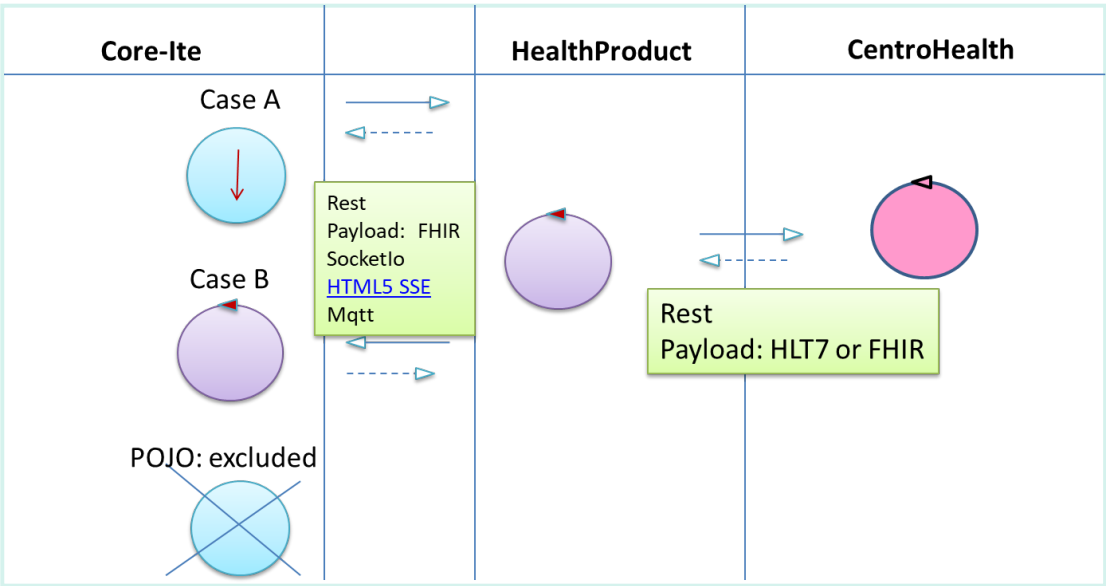 Core-Ite
HealthProduct
CentroHealth
Case A
Rest
Payload: FHIR
SocketIo
HTML5 SSE
Mqtt
Case B
Rest
Payload: HLT7 or FHIR
POJO: excluded